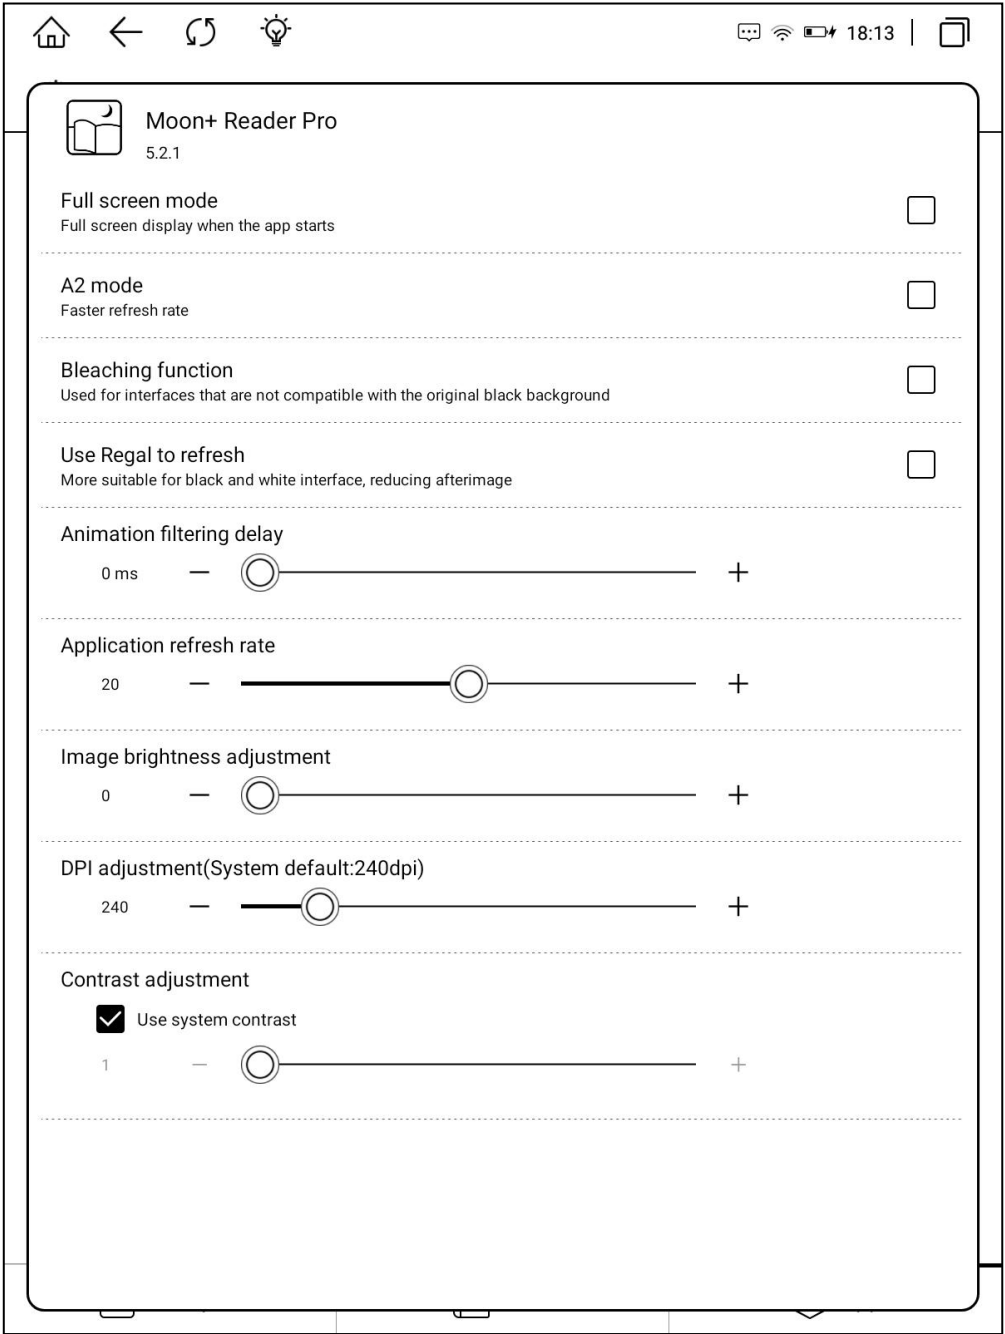 18:13
Moon+ Reader Pro
5.2.1
Full screen mode
Full screen display when the app starts
A2 mode
Faster refresh rate
Bleaching function
Used for interfaces that are not compatible with the original black background
Use Regal to refresh
More suitable for black and white interface, reducing afterimage
Animation filtering delay
0 ms
Application refresh rate
20
Image brightness adjustment
0
DPI adjustment(System default:240dpi)
240
Contrast adjustment
Use system contrast
1